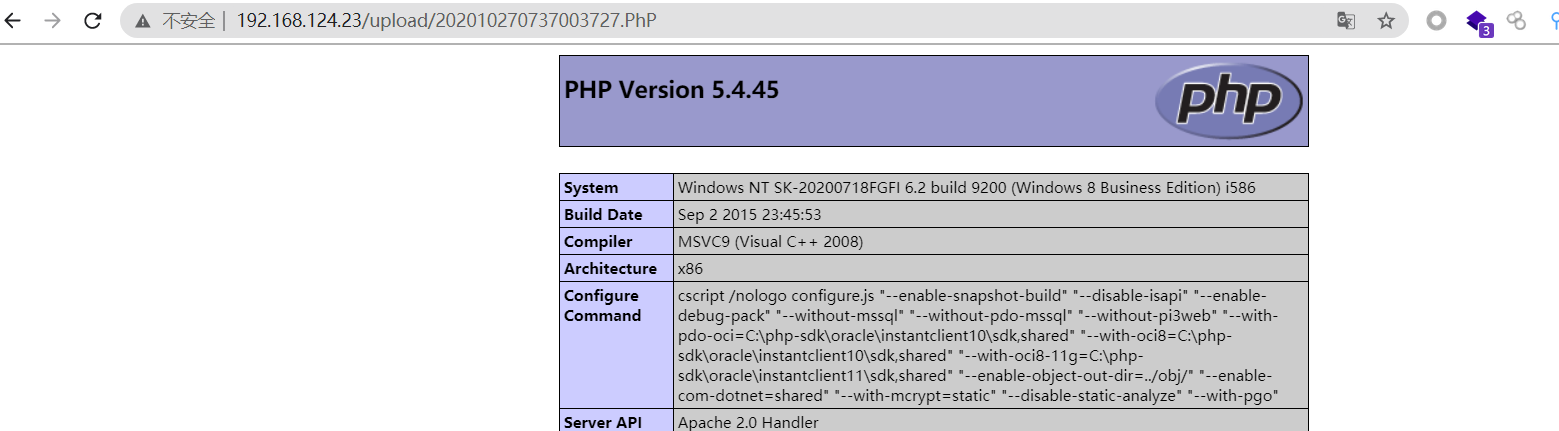 不安全 | 192.168.124.23/upload/202010270737003727.PhP
3
PHP Version 5.4.45
php
System Windows NT SK-20200718FGFI 6.2 build 9200 (Windows 8 Business Edition) i586
Build Date Sep 2 2015 23:45:53
Compiler MSVC9 (Visual C++ 2008)
Architecture x86
Configure cscript /nologo configure.js "--enable-snapshot-build" "--disable-isapi" "--enable-
Command debug-pack" "--without-mssql" "--without-pdo-mssql" "--without-pi3web" "--with-
pdo-oci=C:\php-sdk\oracle\instantclient10\sdk,shared" "--with-oci8=C:\php-
sdk\oracle\instantclient10\sdk,shared" "--with-oci8-11g=C:\php-
sdk\oracle\instantclient11\sdk,shared" "--enable-object-out-dir=../obj/" "--enable-
com-dotnet=shared" "--with-mcrypt=static" "--disable-static-analyze" "--with-pgo"
Server API Apache 2.0 Handler